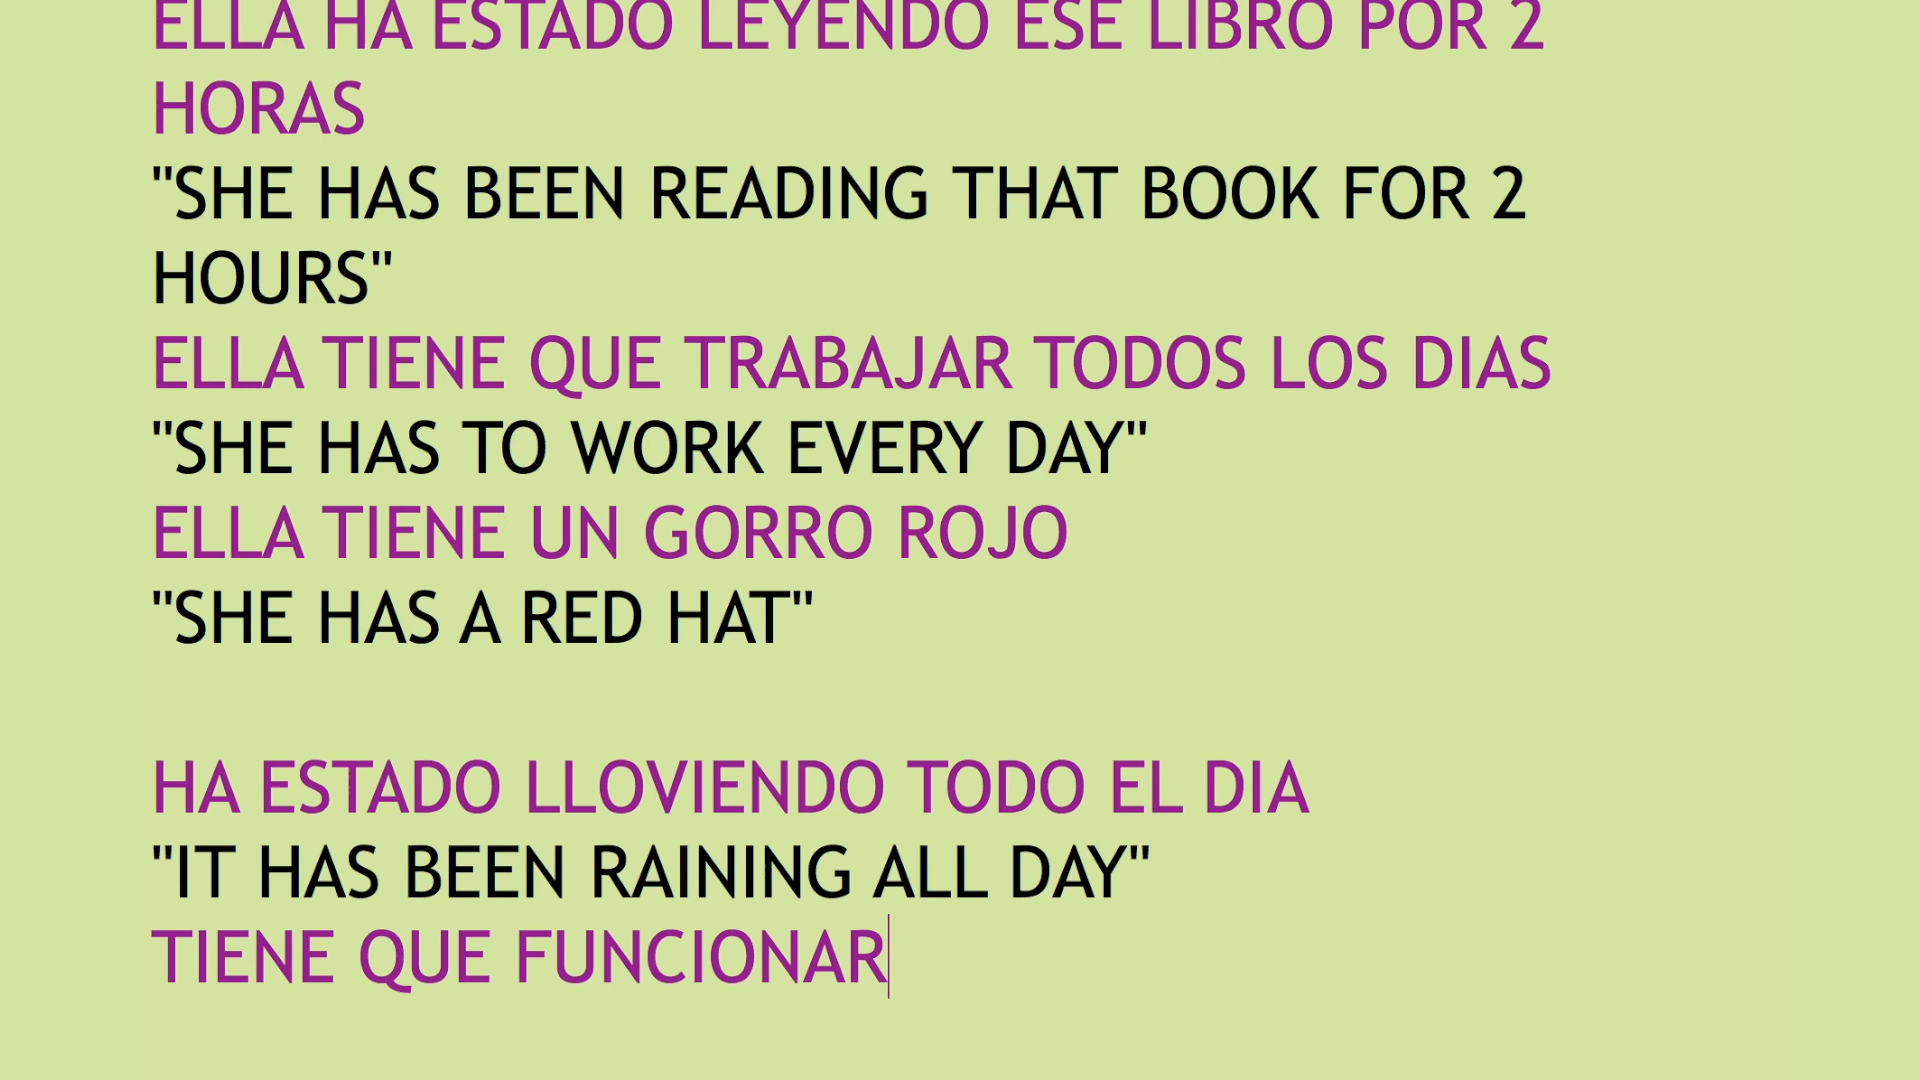 ELLA HA ESTADO LEYENDO ESE LIBRO POR 2
HORAS
"SHE HAS BEEN READING THAT BOOK FOR 2
HOURS"
ELLA TIENE QUE TRABAJAR TODOS LOS DIAS
"SHE HAS TO WORK EVERY DAY"
ELLA TIENE UN GORRO ROJO
"SHE HAS A RED HAT"
HA ESTADO LLOVIENDO TODO EL DIA
"IT HAS BEEN RAINING ALL DAY"
TIENE QUE FUNCIONAR